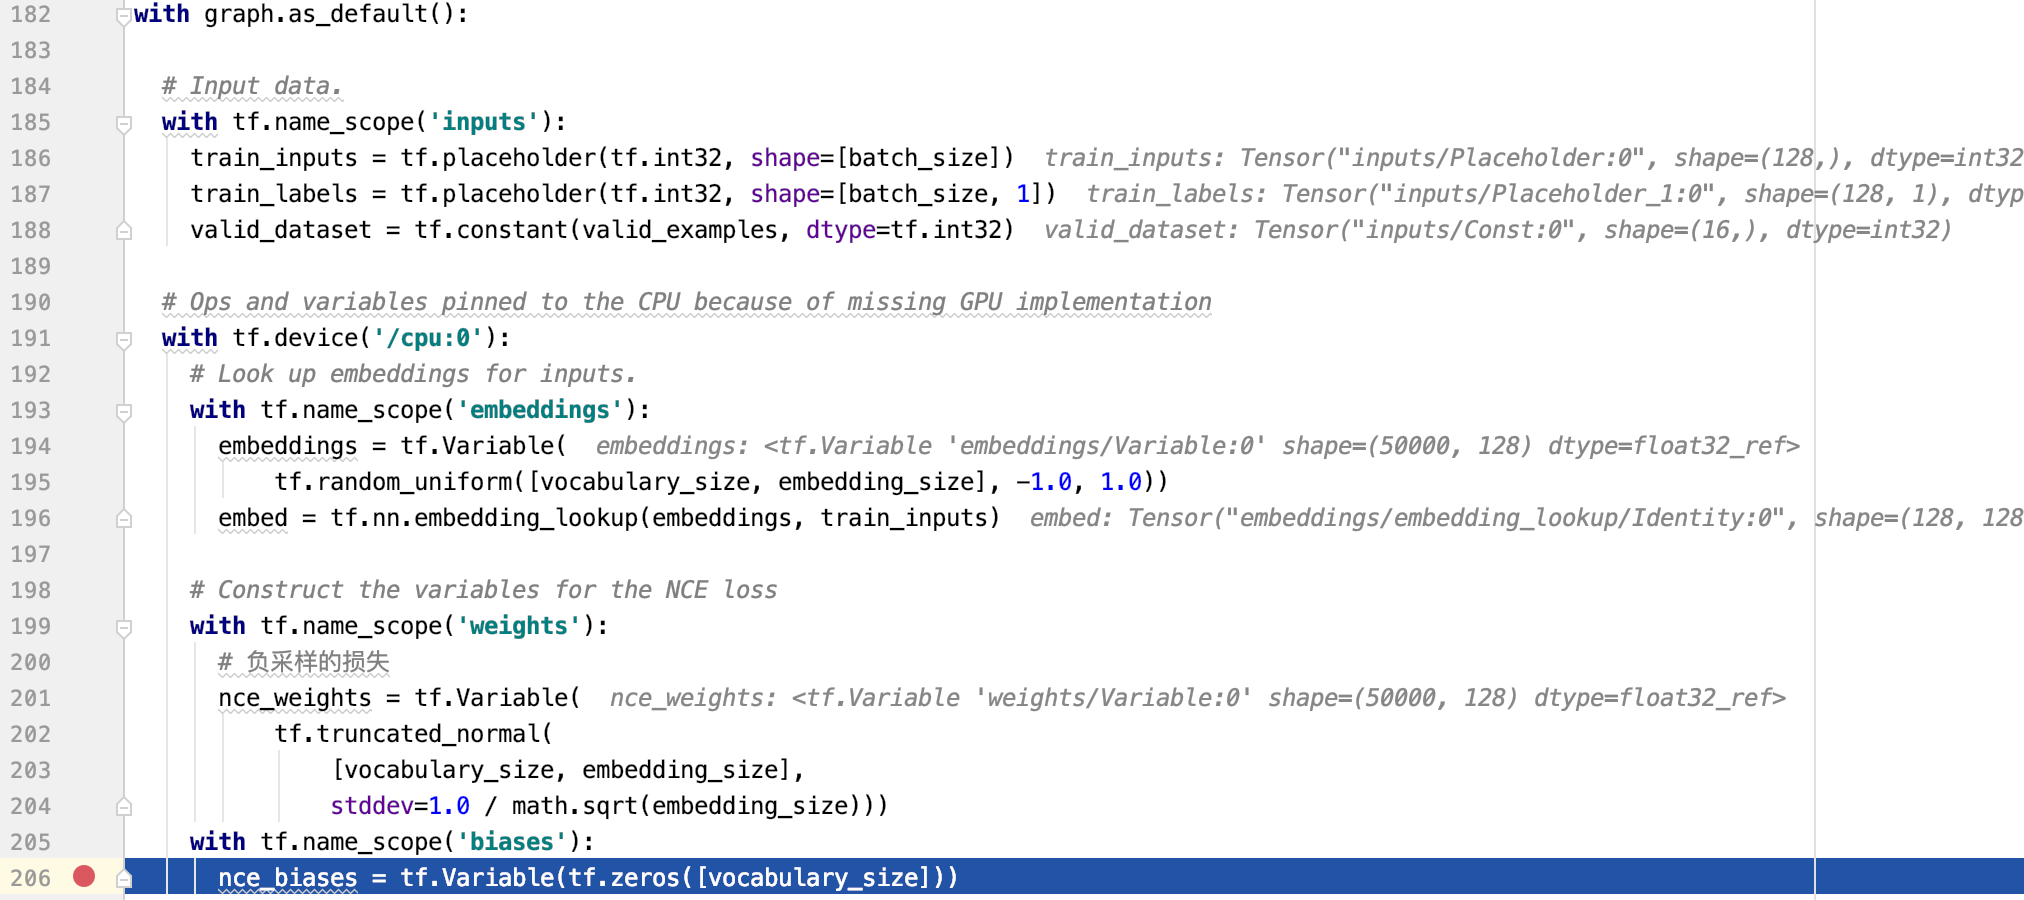 182 with graph.as_default():
183
184 # Input data.
185 with tf.name_scope('inputs'):
186 train_inputs = tf.placeholder(tf.int32, shape=[batch_size]) train_inputs: Tensor("inputs/Placeholder:0", shape=(128,), dtype=int32
187 train_labels = tf.placeholder(tf.int32, shape=[batch_size, 1]) train_labels: Tensor("inputs/Placeholder_1:0", shape=(128, 1), dtyp
188 valid_dataset = tf.constant(valid_examples, dtype=tf.int32) valid_dataset: Tensor("inputs/Const:0", shape=(16,), dtype=int32)
189
190 # Ops and variables pinned to the CPU because of missing GPU implementation
191 with tf.device('/cpu:0'):
192 # Look up embeddings for inputs.
193 with tf.name_scope('embeddings'):
194 embeddings = tf.Variable( embeddings: <tf.Variable 'embeddings/Variable:0' shape=(50000, 128) dtype=float32_ref>
195 tf.random_uniform([vocabulary_size, embedding_size], -1.0, 1.0))
196 embed = tf.nn.embedding_lookup(embeddings, train_inputs) embed: Tensor("embeddings/embedding_lookup/Identity:0", shape=(128, 128
197
198 # Construct the variables for the NCE loss
199 with tf.name_scope('weights'):
200 # 负采样的损失
201 nce_weights = tf.Variable( nce_weights: <tf.Variable 'weights/Variable:0' shape=(50000, 128) dtype=float32_ref>
202 tf.truncated_normal(
203 [vocabulary_size, embedding_size],
204 stddev=1.0 / math.sqrt(embedding_size)))
205 with tf.name_scope('biases'):
206 nce_biases = tf.Variable(tf.zeros([vocabulary_size]))